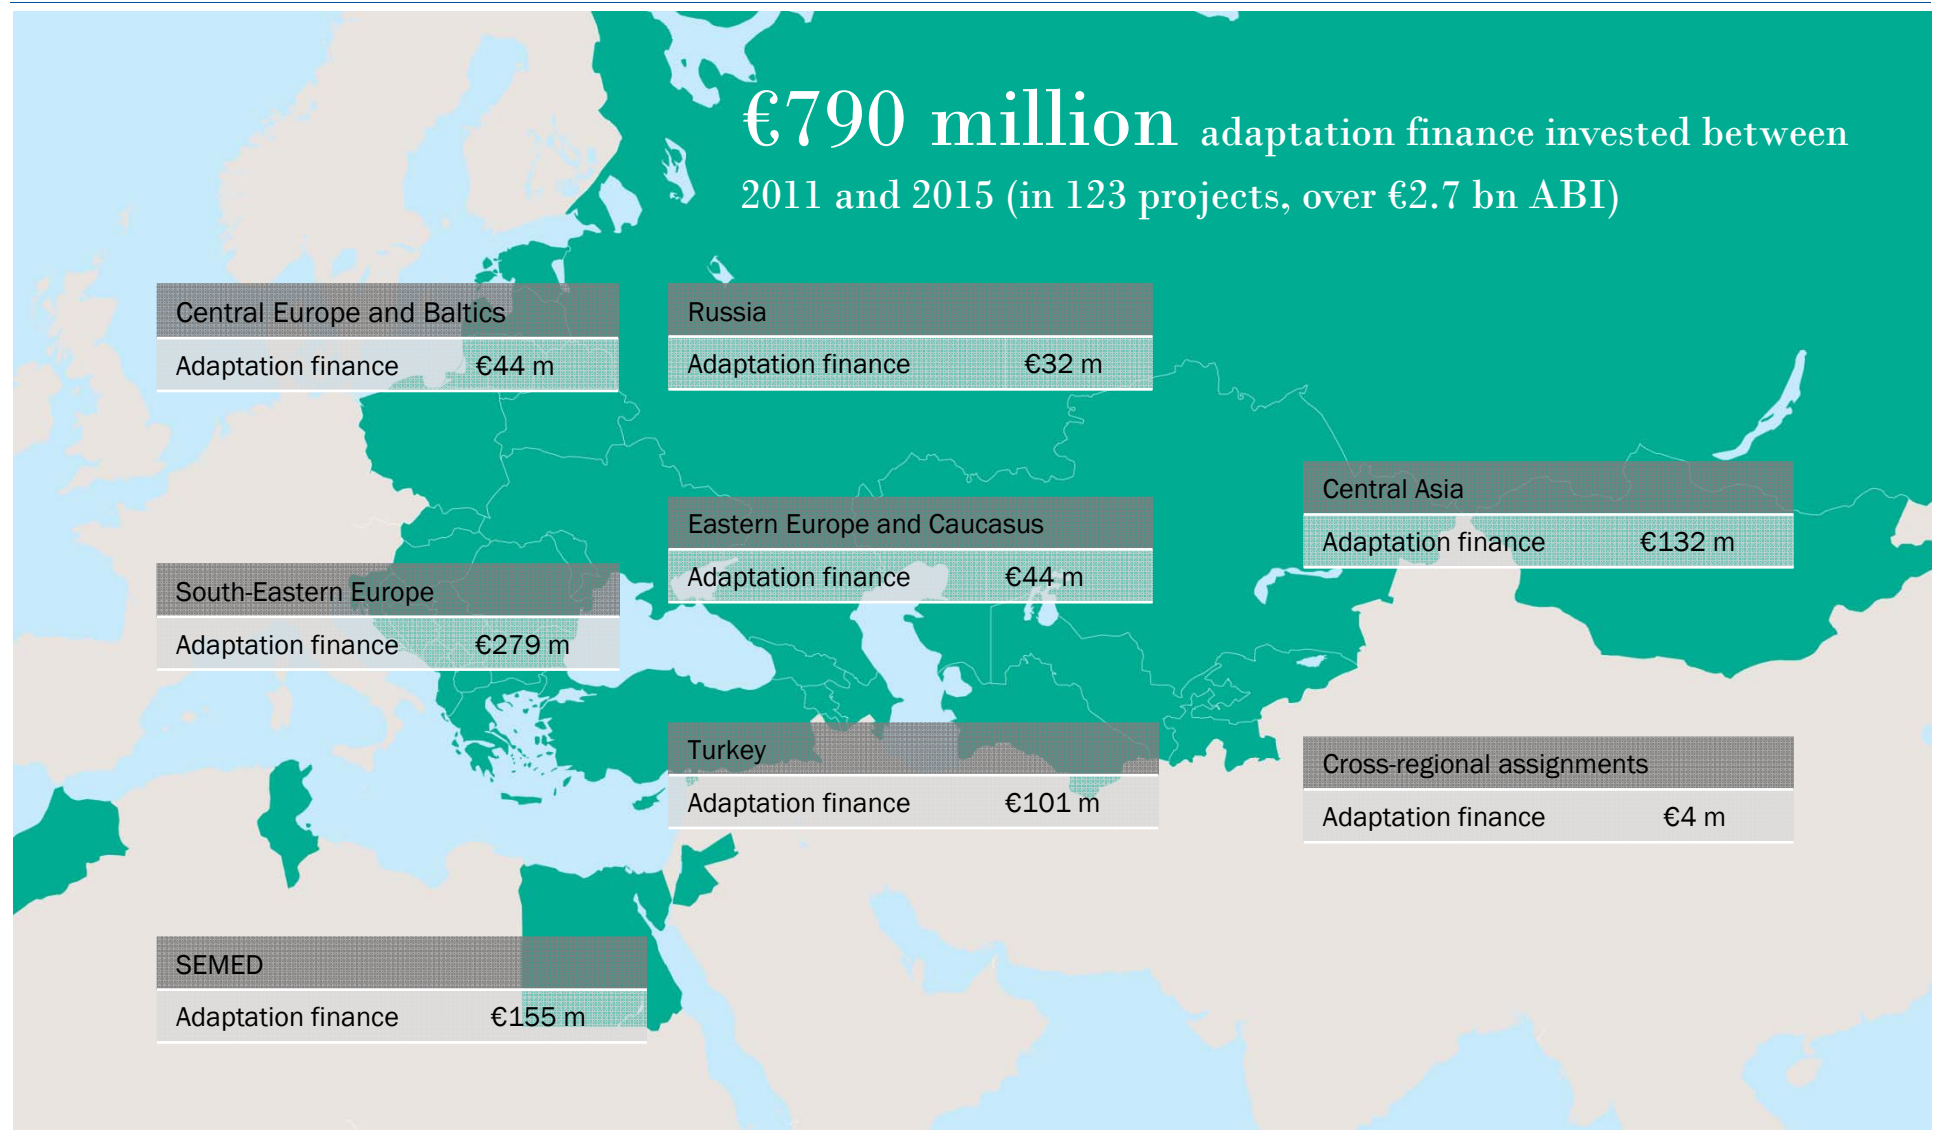 €790 million adaptation finance invested between
2011 and 2015 (in 123 projects, over €2.7 bn ABI)
Central Europe and Baltics
Adaptation finance €44 m
Russia
Adaptation finance €32 m
Central Asia
Adaptation finance €132 m
Eastern Europe and Caucasus
Adaptation finance €44 m
South-Eastern Europe
Adaptation finance €279 m
Turkey
Adaptation finance €101 m
Cross-regional assignments
Adaptation finance €4 m
SEMED
Adaptation finance €155 m